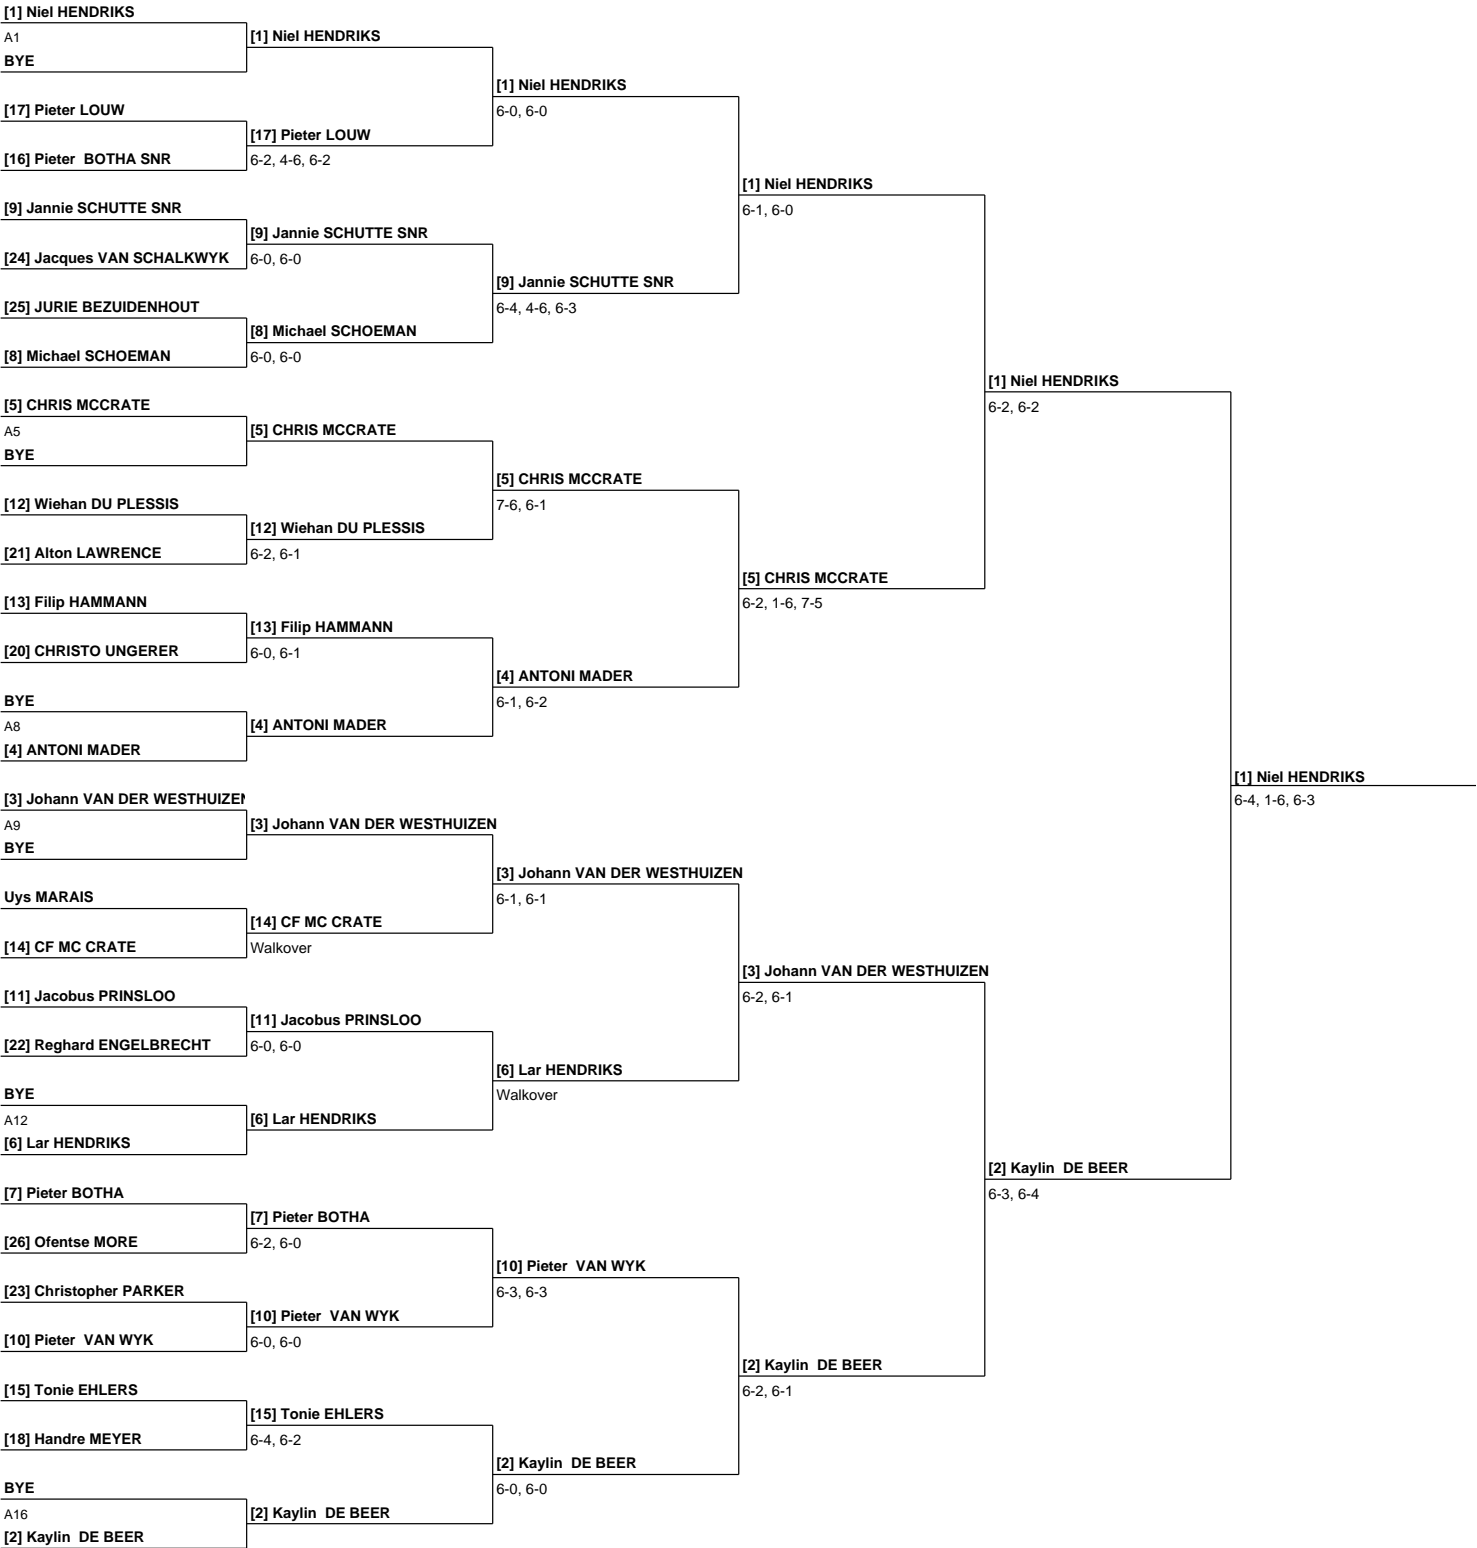 [1] Niel HENDRIKS
A1
BYE
[17] Pieter LOUW
[16] Pieter  BOTHA SNR
[9] Jannie SCHUTTE SNR
[24] Jacques VAN SCHALKWYK
[25] JURIE BEZUIDENHOUT
[8] Michael SCHOEMAN
[5] CHRIS MCCRATE
A5
BYE
[12] Wiehan DU PLESSIS
[21] Alton LAWRENCE
[13] Filip HAMMANN
[20] CHRISTO UNGERER
BYE
A8
[4] ANTONI MADER
[3] Johann VAN DER WESTHUIZEN
A9
BYE
Uys MARAIS
[14] CF MC CRATE
[11] Jacobus PRINSLOO
[22] Reghard ENGELBRECHT
BYE
A12
[6] Lar HENDRIKS
[7] Pieter BOTHA
[26] Ofentse MORE
[23] Christopher PARKER
[10] Pieter  VAN WYK
[15] Tonie EHLERS
[18] Handre MEYER
BYE
A16
[2] Kaylin  DE BEER
[1] Niel HENDRIKS
[17] Pieter LOUW
6-2, 4-6, 6-2
[9] Jannie SCHUTTE SNR
6-0, 6-0
[8] Michael SCHOEMAN
6-0, 6-0
[5] CHRIS MCCRATE
[12] Wiehan DU PLESSIS
6-2, 6-1
[13] Filip HAMMANN
6-0, 6-1
[4] ANTONI MADER
[3] Johann VAN DER WESTHUIZEN
[14] CF MC CRATE
Walkover
[11] Jacobus PRINSLOO
6-0, 6-0
[6] Lar HENDRIKS
[7] Pieter BOTHA
6-2, 6-0
[10] Pieter  VAN WYK
6-0, 6-0
[15] Tonie EHLERS
6-4, 6-2
[2] Kaylin  DE BEER
[1] Niel HENDRIKS
6-0, 6-0
[9] Jannie SCHUTTE SNR
6-4, 4-6, 6-3
[5] CHRIS MCCRATE
7-6, 6-1
[4] ANTONI MADER
6-1, 6-2
[3] Johann VAN DER WESTHUIZEN
6-1, 6-1
[6] Lar HENDRIKS
Walkover
[10] Pieter  VAN WYK
6-3, 6-3
[2] Kaylin  DE BEER
6-0, 6-0
[1] Niel HENDRIKS
6-1, 6-0
[5] CHRIS MCCRATE
6-2, 1-6, 7-5
[3] Johann VAN DER WESTHUIZEN
6-2, 6-1
[2] Kaylin  DE BEER
6-2, 6-1
[1] Niel HENDRIKS
6-2, 6-2
[2] Kaylin  DE BEER
6-3, 6-4
[1] Niel HENDRIKS
6-4, 1-6, 6-3